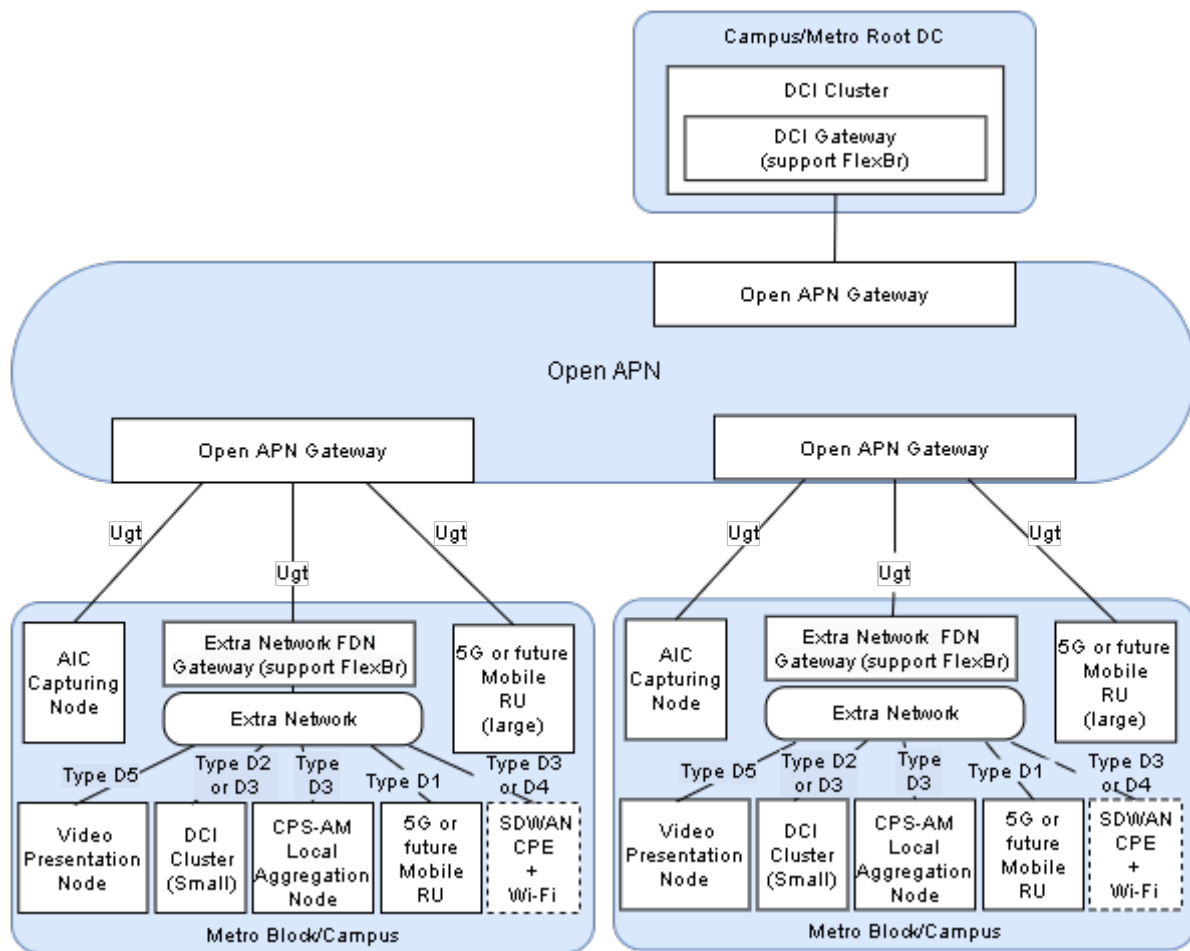 Campus/Metro Root DC
DCI Cluster
DCI Gateway
(support FlexBr)
Open APN Gateway
Open APN
Open APN Gateway
Open APN Gateway
Ugt
Ugt
Ugt
Ugt
Ugt
Ugt
AIC
Capturing
Node
Extra Network FDN
Gateway (support FlexBr)
5G or future
Mobile
RU
(large)
Extra Network
Type D5
Type D2
or D3
Type
D3
Type D1
Type D3
or D4
Video
Presentation
Node
DCI
Cluster
(Small)
CPS-AM
Local
Aggregation
Node
5G or
future
Mobile
RU
SDWAN
CPE
+
Wi-Fi
Metro Block/Campus
AIC
Capturing
Node
Extra Network FDN
Gateway (support FlexBr)
5G or future
Mobile
RU
(large)
Extra Network
Type D5
Type D2
or D3
Type
D3
Type D1
Type D3
or D4
Video
Presentation
Node
DCI
Cluster
(Small)
CPS-AM
Local
Aggregation
Node
5G or
future
Mobile
RU
SDWAN
CPE
+
Wi-Fi
Metro Block/Campus